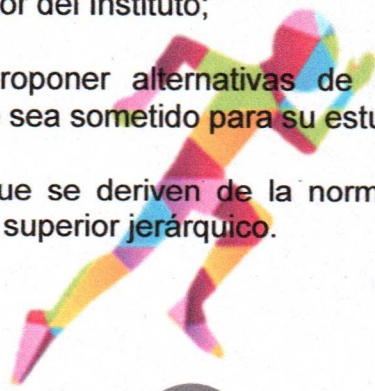 or del Instituto;
roponer alternativas de
sea sometido para su estu
ue se deriven de la norm
superior jerárquico.